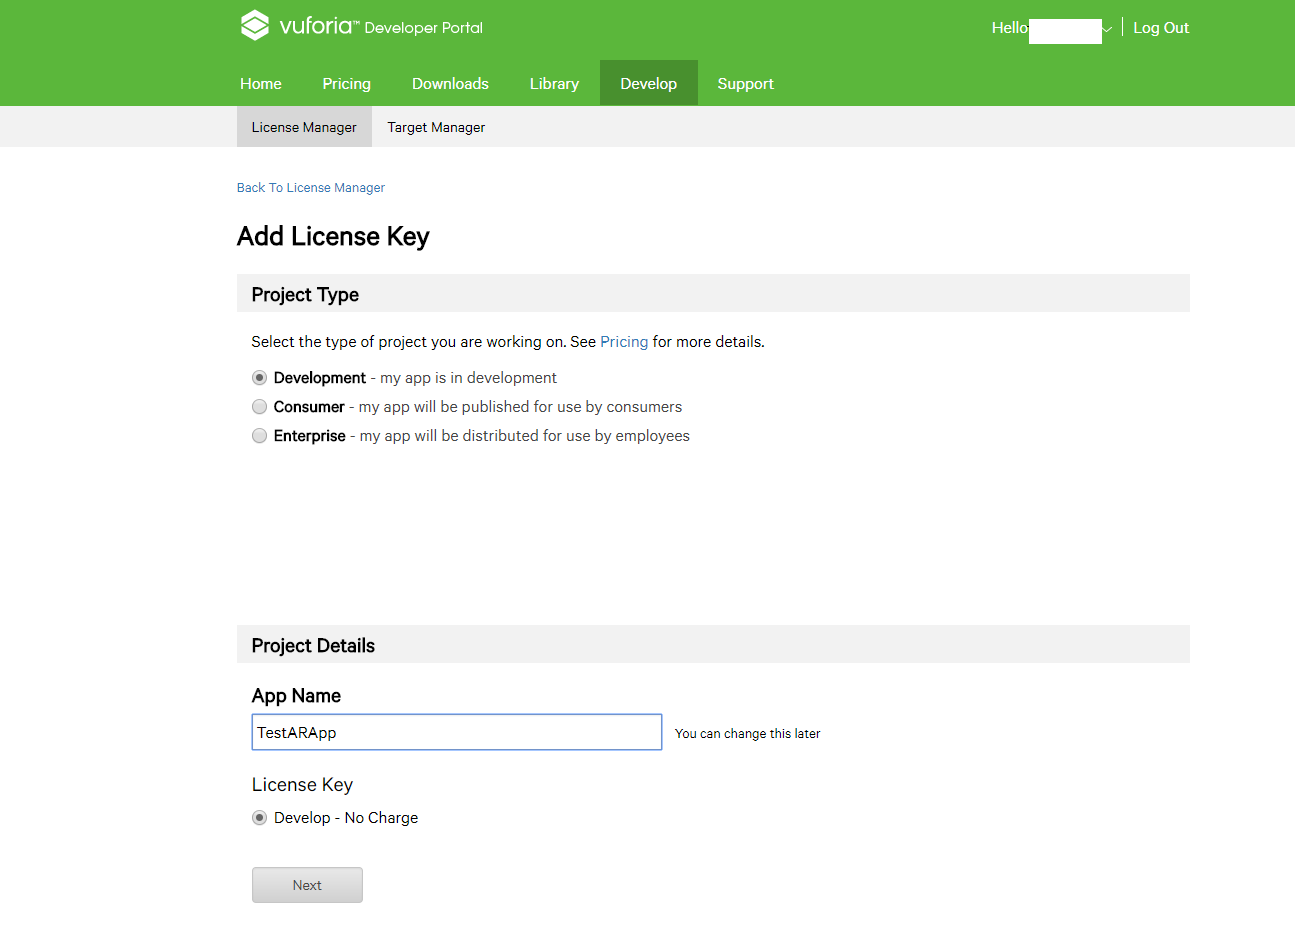 vuforia™ Developer Portal
Hello
Log Out
Home Pricing Downloads Library Develop Support
License Manager Target Manager
Back To License Manager
Add License Key
Project Type
Select the type of project you are working on. See Pricing for more details.
Development - my app is in development
Consumer - my app will be published for use by consumers
Enterprise - my app will be distributed for use by employees
Project Details
App Name
TestARApp You can change this later
License Key
Develop - No Charge
Next